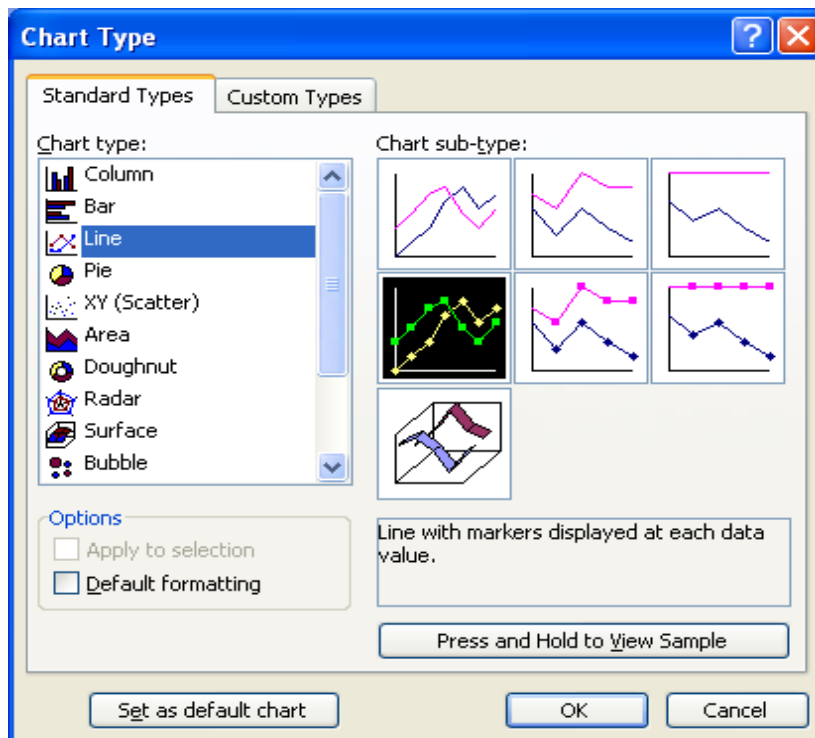 Chart Type
Standard Types
Custom Types
Chart type:
Column
Bar
Line
Pie
XY (Scatter)
Area
Doughnut
Radar
Surface
Bubble
Chart sub-type:
Options
Apply to selection
Default formatting
Line with markers displayed at each data
value.
Press and Hold to View Sample
Set as default chart
OK
Cancel